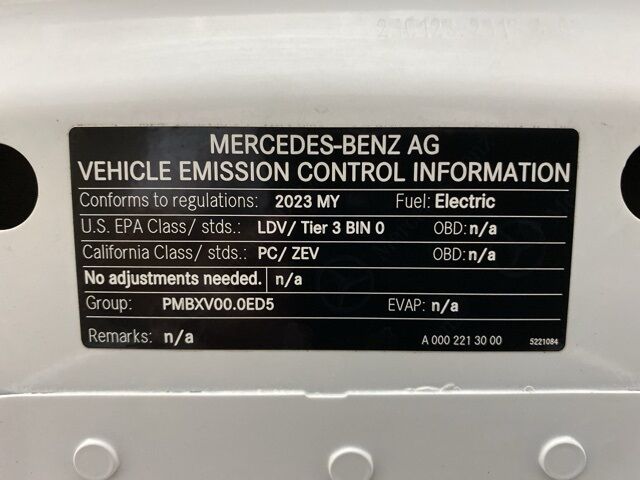 MERCEDES-BENZ AG
VEHICLE EMISSION CONTROL INFORMATION
Conforms to regulations: 2023 MY Fuel: Electric
U.S. EPA Class/ stds.: LDV/ Tier 3 BIN 0 OBD: n/a
California Class/ stds.: PC/ ZEV OBD: n/a
No adjustments needed. n/a
Group: PMBXV00.0ED5 EVAP: n/a
Remarks: n/a A 000 221 30 00 5221084